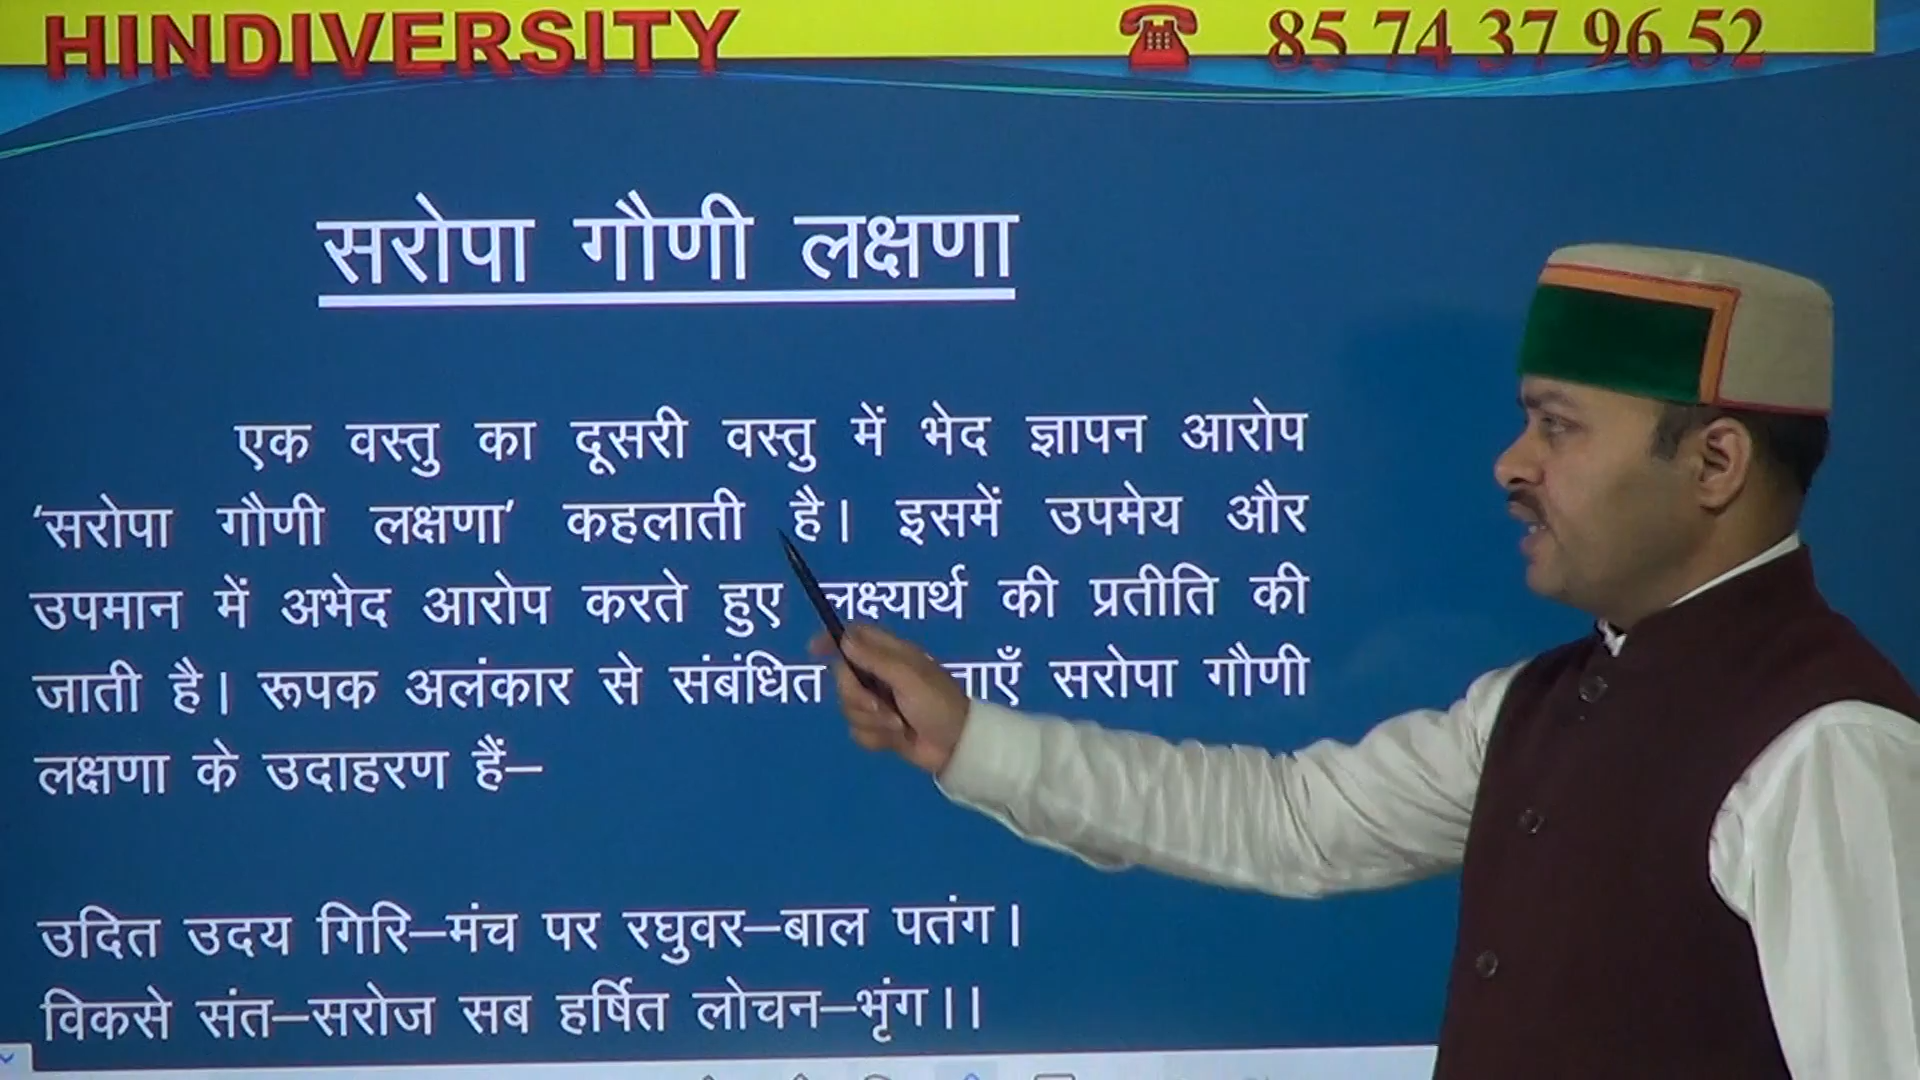 HINDIVERSITY
85 74 37 96 52
सरोपा गौणी लक्षणा
एक वस्तु का दूसरी वस्तु में भेद ज्ञापन आरोप
‘सरोपा गौणी लक्षणा’ कहलाती है। इसमें उपमेय और
उपमान में अभेद आरोप करते हुए लक्ष्यार्थ की प्रतीति की
जाती है। रूपक अलंकार से संबंधित सरोपा गौणी
लक्षणा के उदाहरण हैं–
उदित उदय गिरि–मंच पर रघुवर–बाल पतंग।
विकसे संत–सरोज सब हर्षित लोचन–भृंग।।